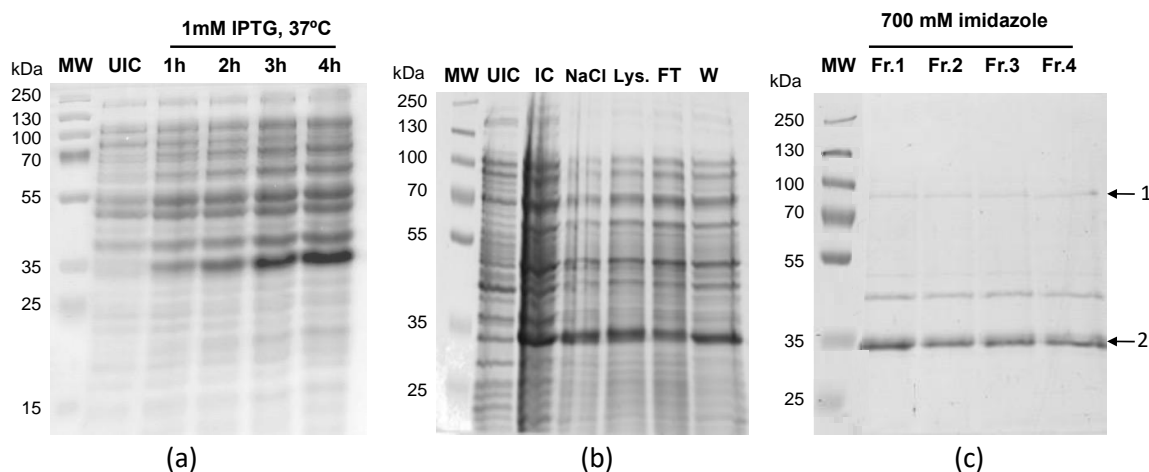 1mM IPTG, 37ºC
kDa MW UIC 1h 2h 3h 4h
250
130
100
70
55
35
25
15
(a)
kDa
MW UIC IC NaCl Lys. FT W
250
130
100
70
55
35
25
(b)
700 mM imidazole
kDa
MW Fr.1 Fr.2 Fr.3 Fr.4
250
130
100
70
55
35
25
1
2
(c)